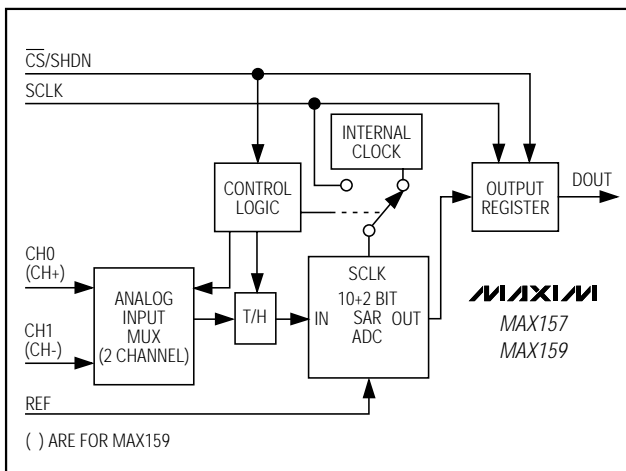 CS/SHDN
SCLK
INTERNAL
CLOCK
CONTROL
LOGIC
OUTPUT
REGISTER
DOUT
CH0
(CH+)
ANALOG
INPUT
MUX
(2 CHANNEL)
CH1
(CH-)
T/H
SCLK
10+2 BIT
IN SAR OUT
ADC
MAXIM
MAX157
MAX159
REF
( ) ARE FOR MAX159